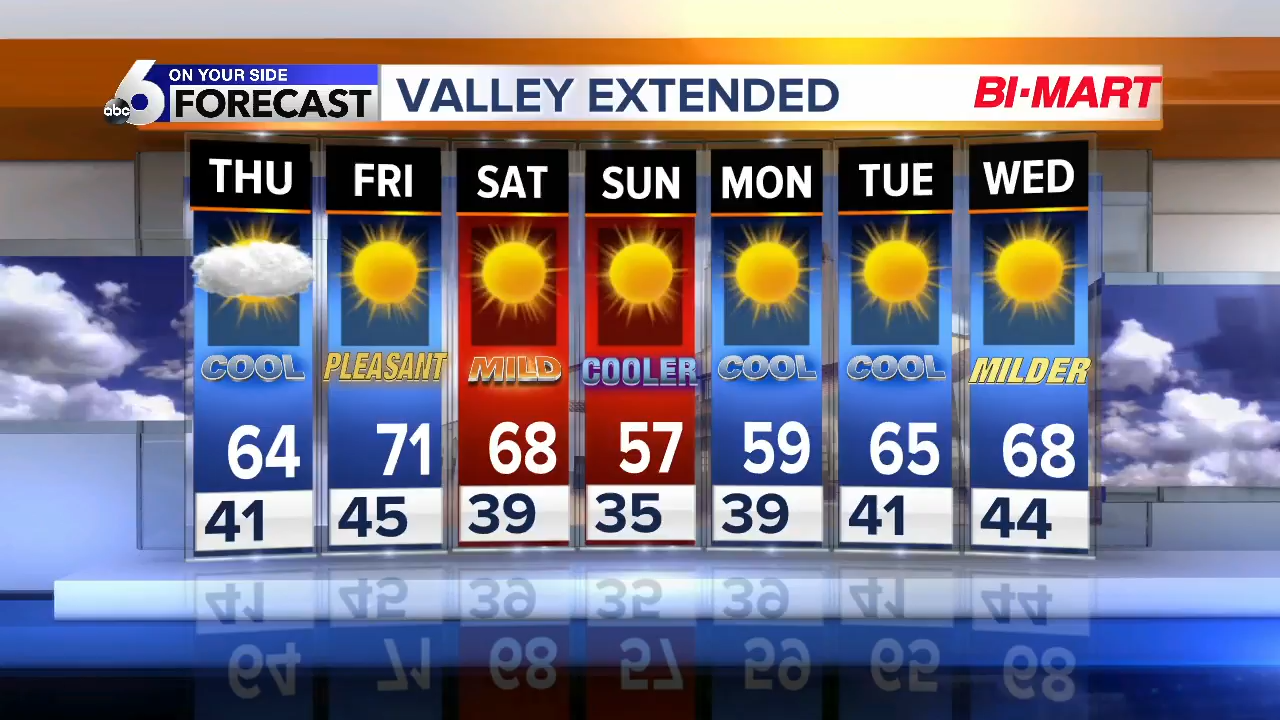 abc 6 ON YOUR SIDE
FORECAST
VALLEY EXTENDED
BI-MART
THU FRI SAT SUN MON TUE WED
COOL PLEASANT MILD COOLER COOL COOL MILDER
64 71 68 57 59 65 68
41 45 39 35 39 41 44